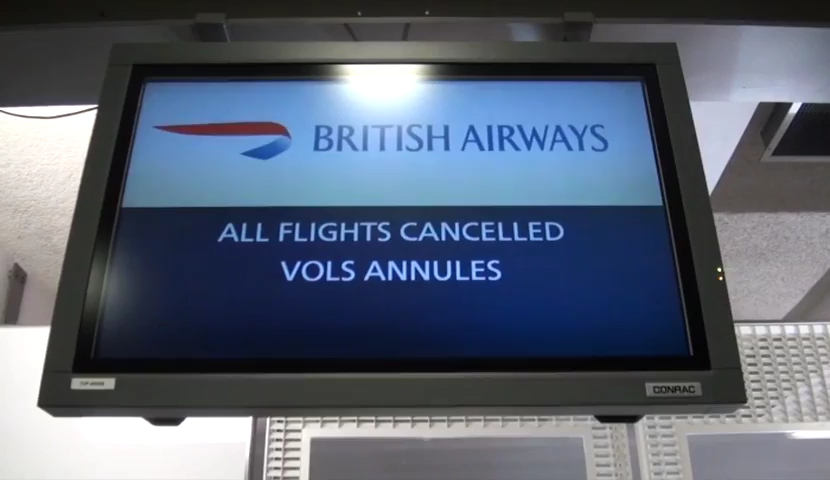 BRITISH AIRWAYS
ALL FLIGHTS CANCELLED
VOLS ANNULES
CONRAC